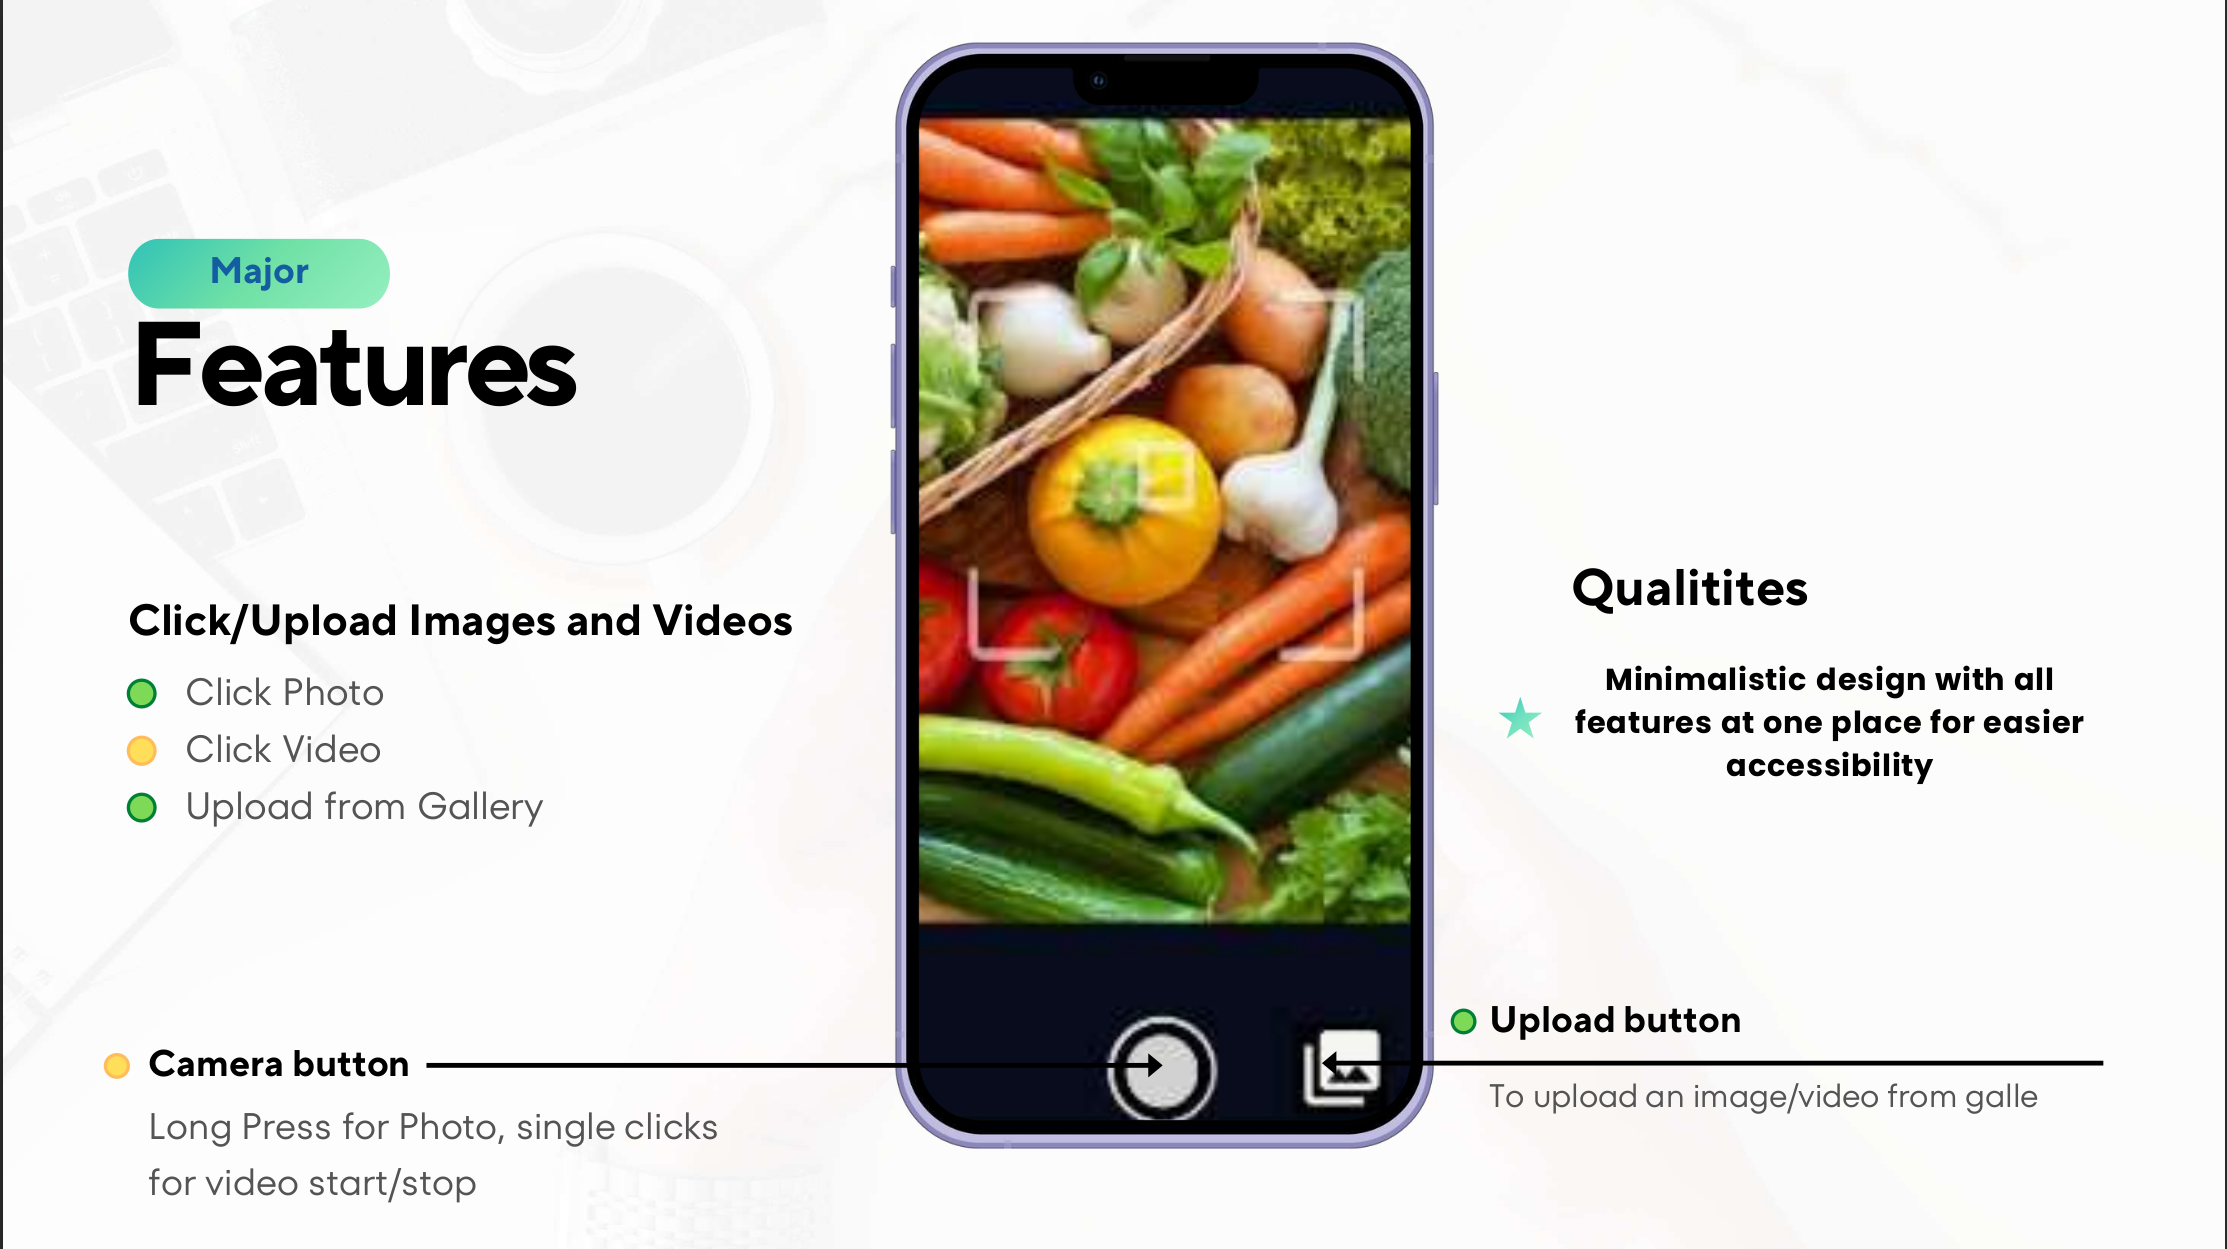 Major
Features
Click/Upload Images and Videos
Click Photo
Click Video
Upload from Gallery
Camera button
Long Press for Photo, single clicks
for video start/stop
Qualitites
Minimalistic design with all
features at one place for easier
accessibility
Upload button
To upload an image/video from galle